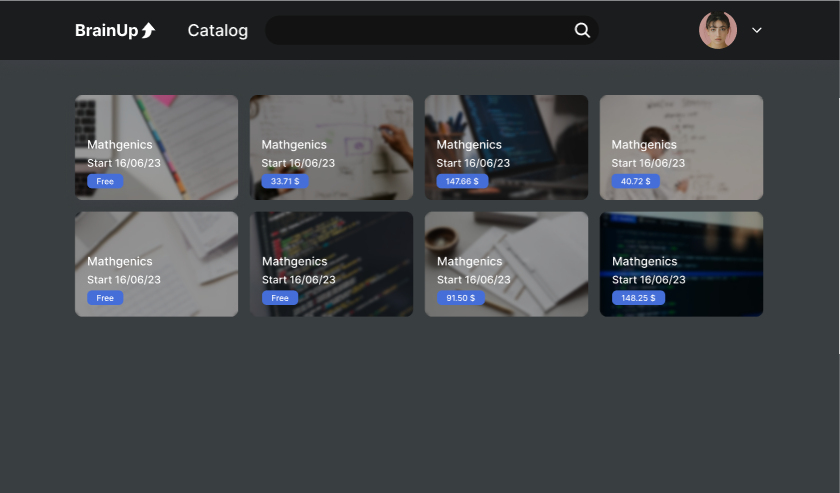 BrainUp
Catalog
Mathgenics
Start 16/06/23
Free
Mathgenics
Start 16/06/23
33.71 $
Mathgenics
Start 16/06/23
147.66 $
Mathgenics
Start 16/06/23
40.72 $
Mathgenics
Start 16/06/23
Free
Mathgenics
Start 16/06/23
Free
Mathgenics
Start 16/06/23
91.50 $
Mathgenics
Start 16/06/23
148.25 $